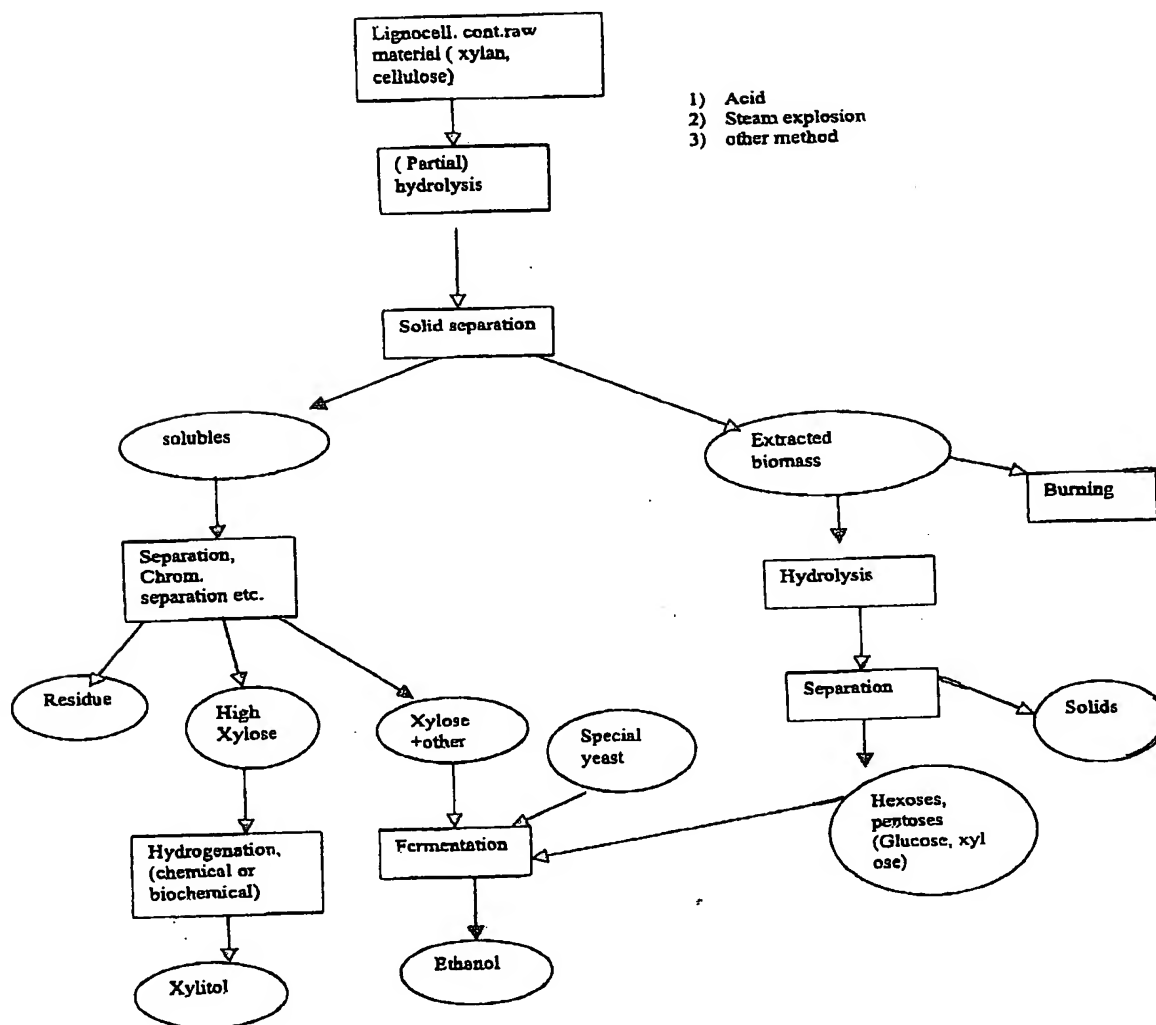 Lignocell. cont.raw
material ( xylan,
cellulose)
1) Acid
2) Steam explosion
3) other method
( Partial)
hydrolysis
Solid separation
solubles
Extracted
biomass
Burning
Separation,
Chrom.
separation etc.
Hydrolysis
Residue
High
Xylose
Xylose
+other
Special
yeast
Separation
Solids
Hydrogenation,
(chemical or
biochemical)
Fermentation
Hexoses,
pentoses
(Glucose, xyl
ose)
Xylitol
Ethanol